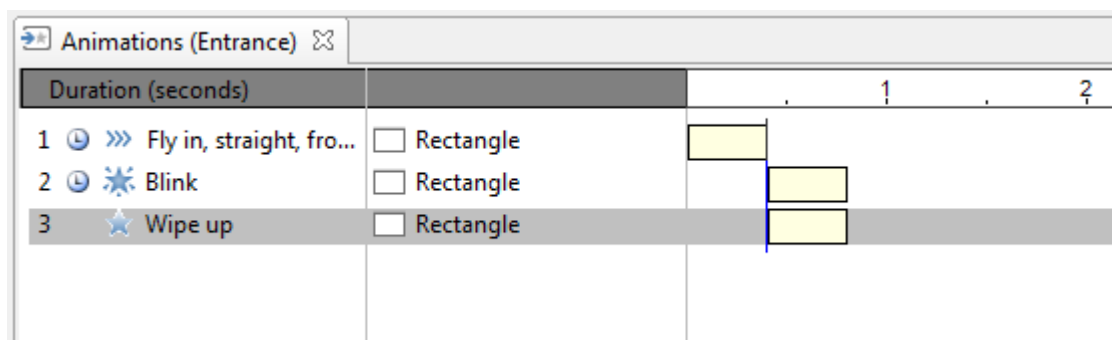 Animations (Entrance)
Duration (seconds) 1 2
1 Fly in, straight, fro... Rectangle
2 Blink Rectangle
3 Wipe up Rectangle